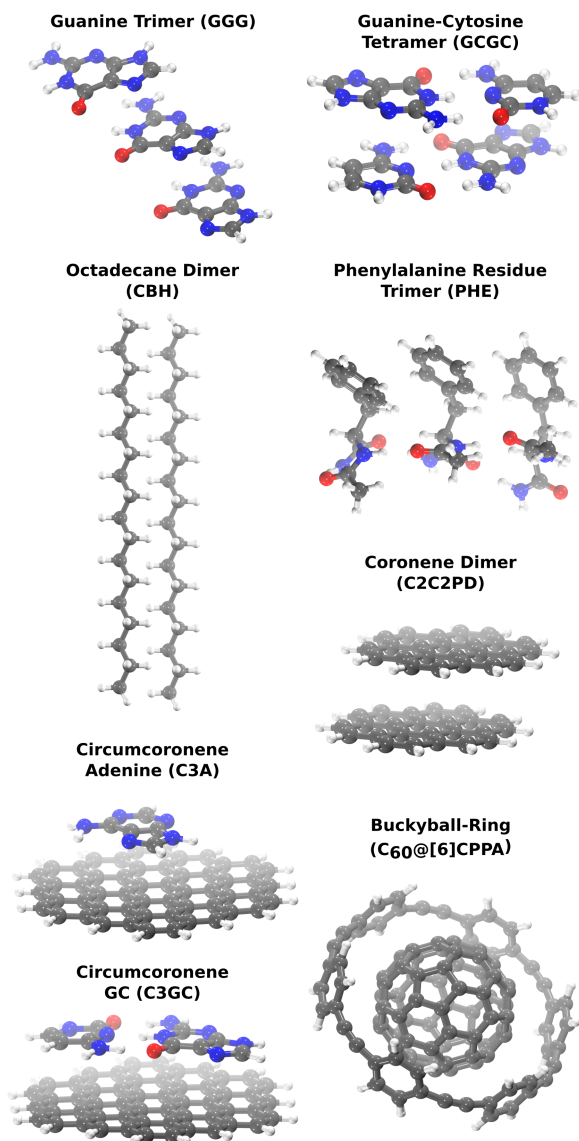 Guanine Trimer (GGG)
Guanine-Cytosine
Tetramer (GCGC)
Octadecane Dimer
(CBH)
Phenylalanine Residue
Trimer (PHE)
Coronene Dimer
(C2C2PD)
Circumcoronene
Adenine (C3A)
Buckyball-Ring
(C60@[6]CPPA)
Circumcoronene
GC (C3GC)